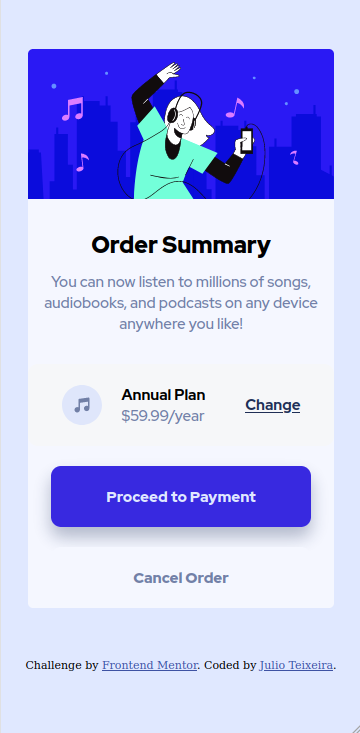 Order Summary
You can now listen to millions of songs,
audiobooks, and podcasts on any device
anywhere you like!
Annual Plan
$59.99/year
Change
Proceed to Payment
Cancel Order
Challenge by Frontend Mentor. Coded by Julio Teixeira.